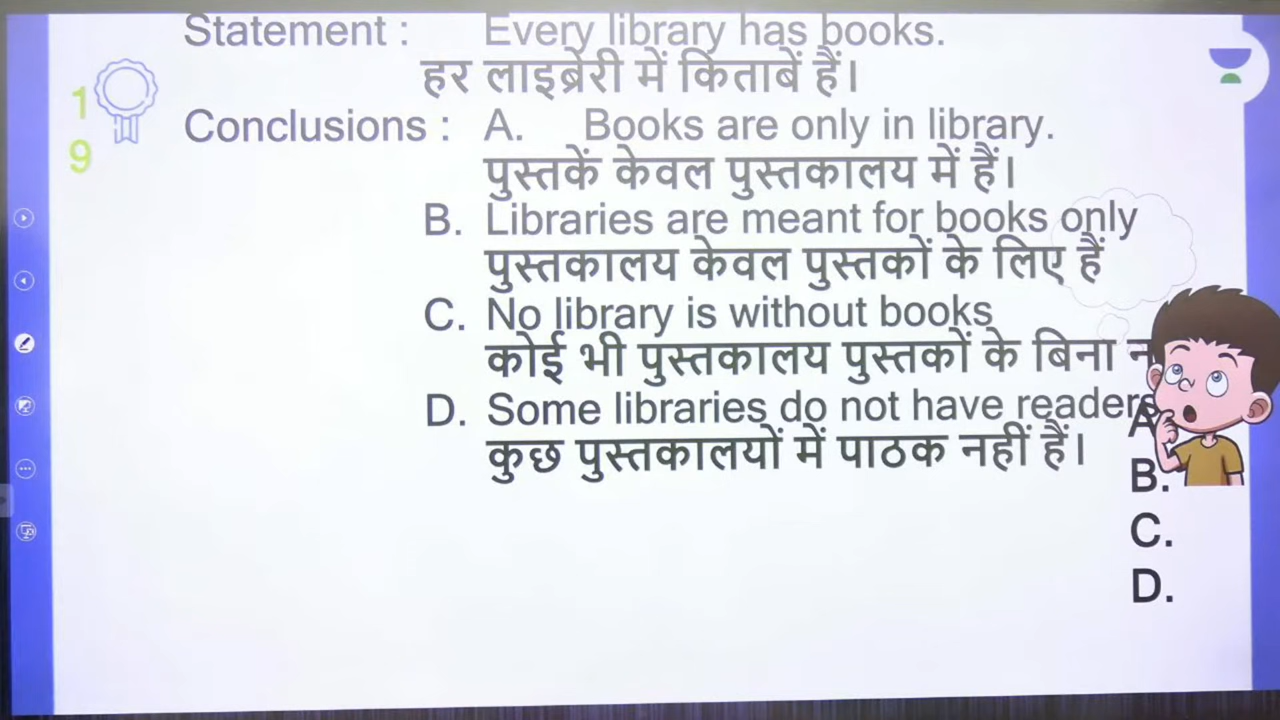 Statement : Every library has books.
हर लाइब्रेरी में किताबें हैं।
1
9
Conclusions : A. Books are only in library.
पुस्तकें केवल पुस्तकालय में हैं।
B. Libraries are meant for books only
पुस्तकालय केवल पुस्तकों के लिए हैं
C. No library is without books
कोई भी पुस्तकालय पुस्तकों के बिना
D. Some libraries do not have readers
कुछ पुस्तकालयों में पाठक नहीं हैं।
A
B.
C.
D.